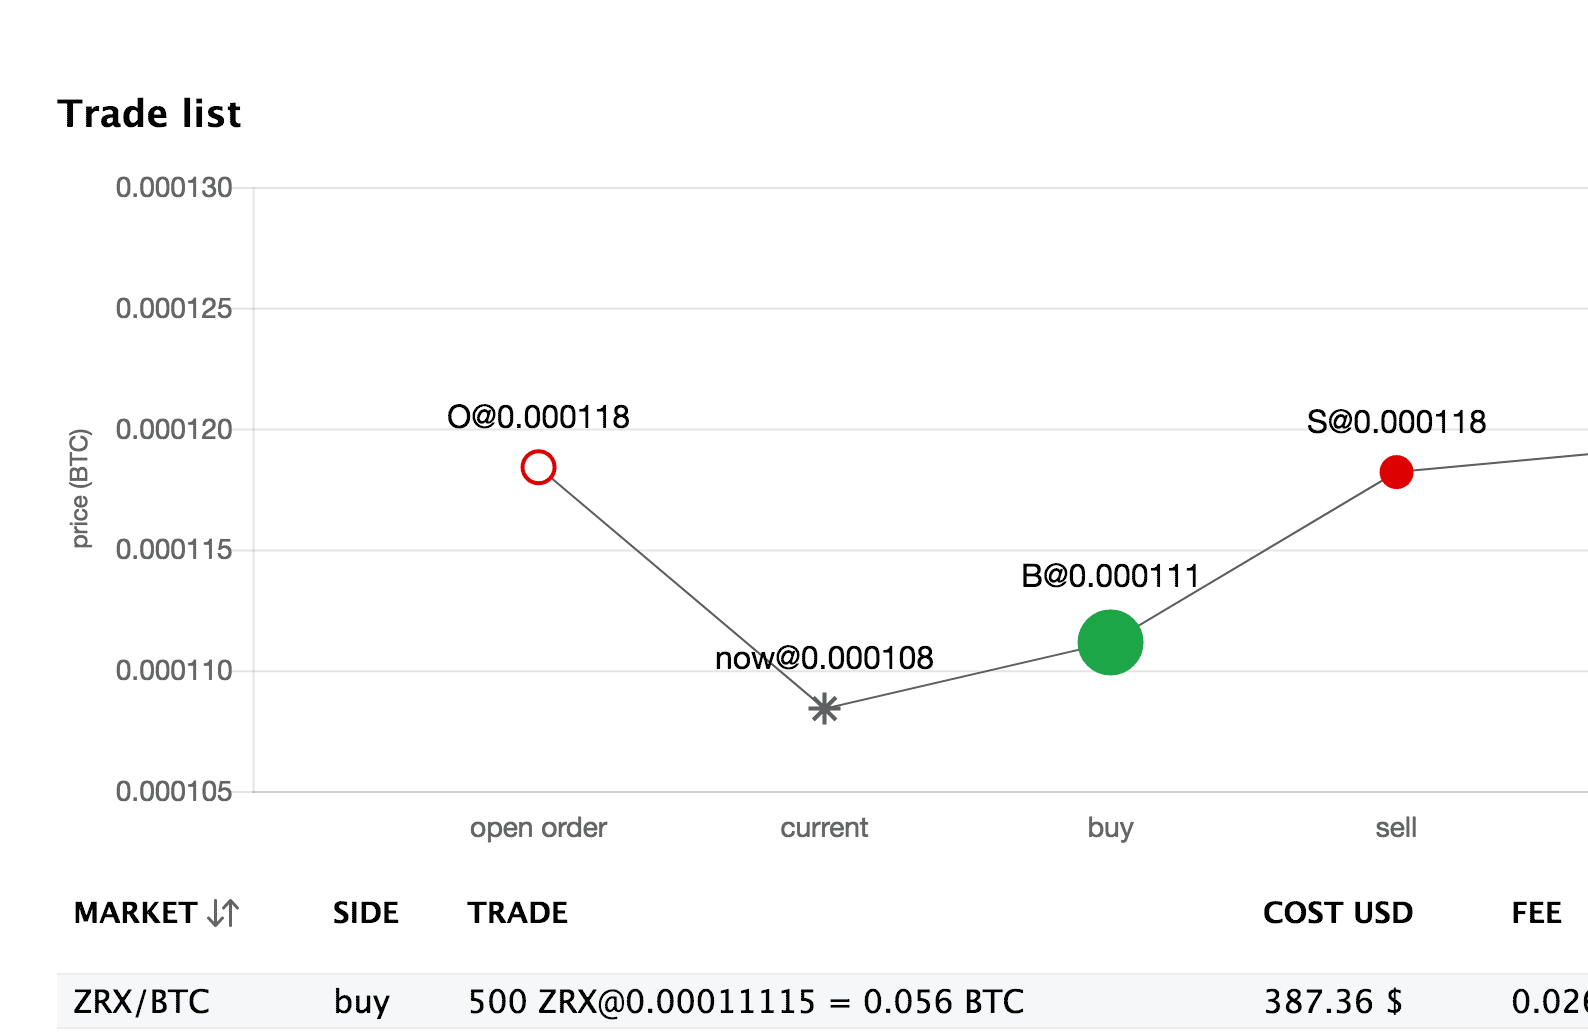 Trade list
0.000130
0.000125
0.000120
0.000115
0.000110
0.000105
price (BTC)
O@0.000118
now@0.000108
B@0.000111
S@0.000118
open order current buy sell
MARKET SIDE TRADE COST USD FEE
ZRX/BTC buy 500 ZRX@0.00011115 = 0.056 BTC 387.36 $ 0.026